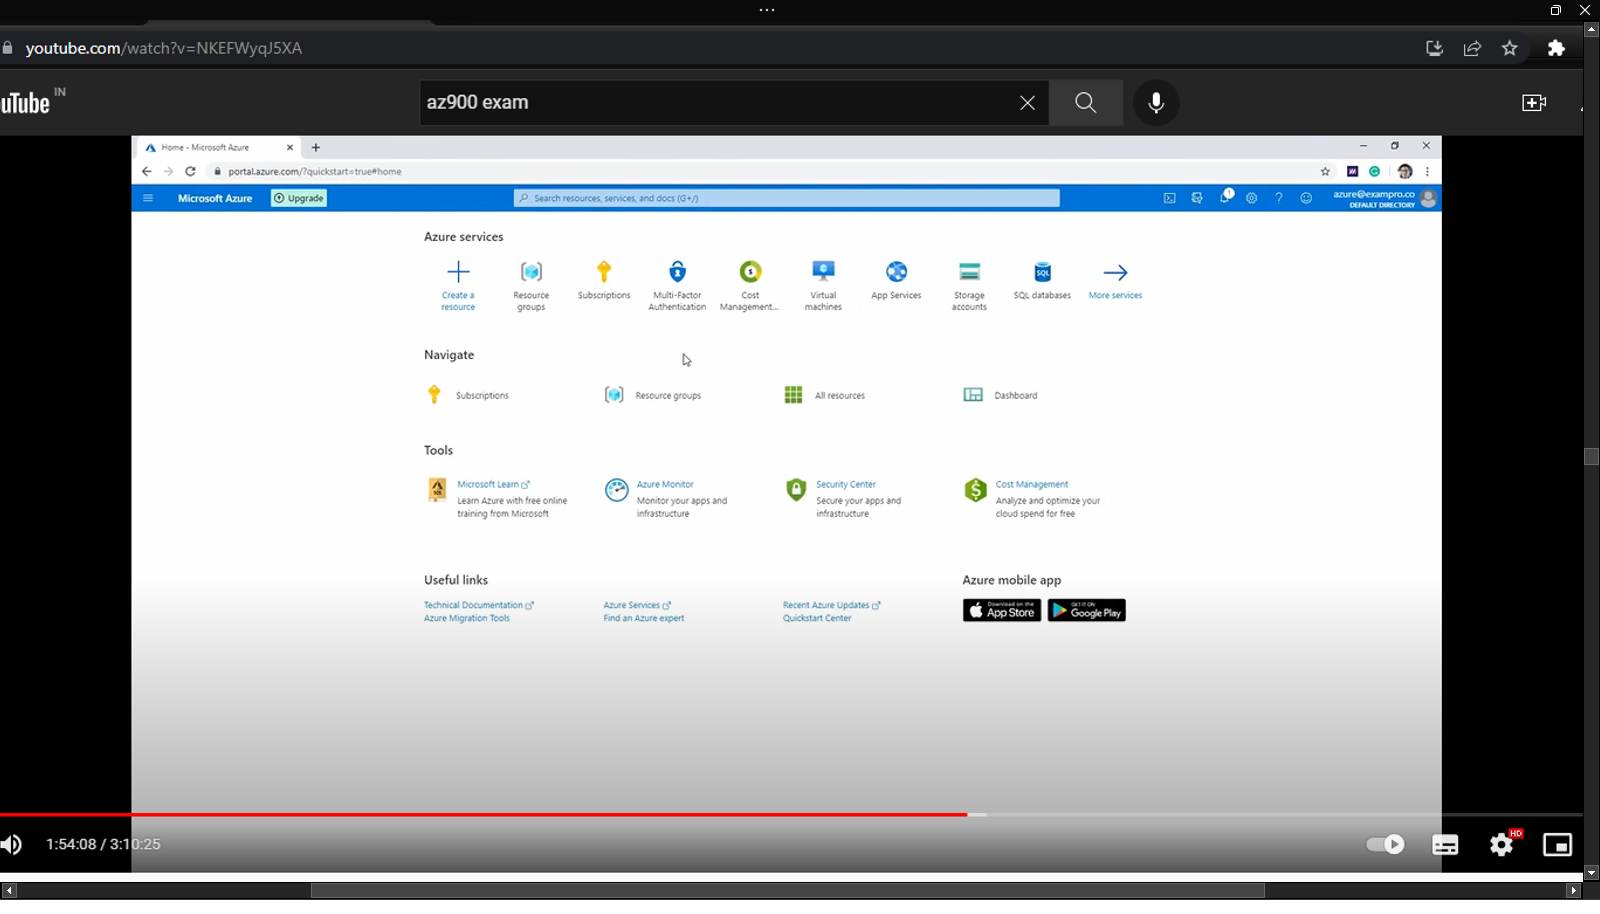 youtube.com/watch?v=NKEFWyqJ5XA
uTube IN
az900 exam
Home - Microsoft Azure
portal.azure.com/?quickstart=true#home
Microsoft Azure
Upgrade
Search resources, services, and docs (G+/)
1
azure@exampro.co
DEFAULT DIRECTORY
Azure services
Create a resource
Resource groups
Subscriptions
Multi-Factor Authentication
Cost Management...
Virtual machines
App Services
Storage accounts
SQL
SQL databases
More services
Navigate
Subscriptions
Resource groups
All resources
Dashboard
Tools
Microsoft Learn
Learn Azure with free online
training from Microsoft
Azure Monitor
Monitor your apps and
infrastructure
Security Center
Secure your apps and
infrastructure
Cost Management
Analyze and optimize your
cloud spend for free
Useful links
Technical Documentation
Azure Migration Tools
Azure Services
Find an Azure expert
Recent Azure Updates
Quickstart Center
Azure mobile app
Download on the
App Store
GET IT ON
Google Play
1:54:08 / 3:10:25
HD